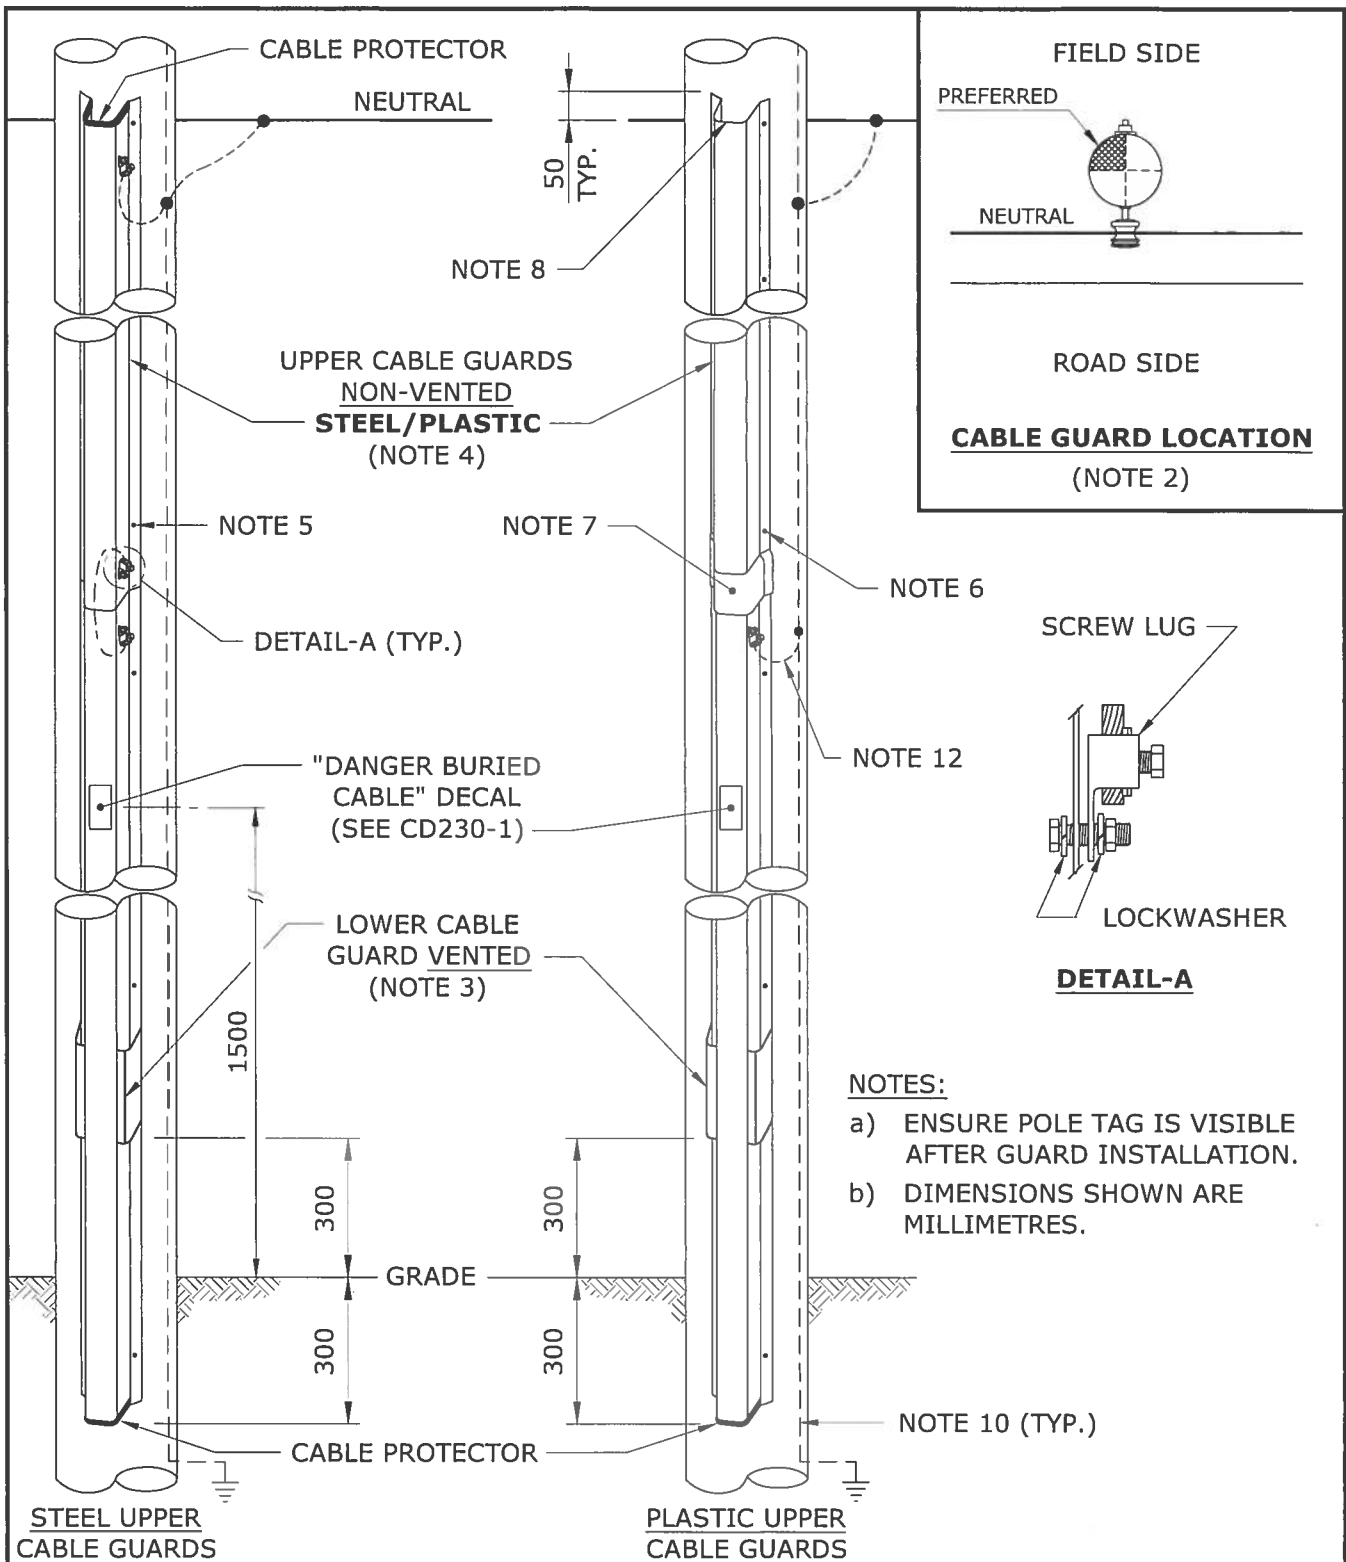 CABLE PROTECTOR
NEUTRAL
50
TYP.
NOTE 8
FIELD SIDE
PREFERRED
NEUTRAL
ROAD SIDE
CABLE GUARD LOCATION
(NOTE 2)
UPPER CABLE GUARDS
NON-VENTED
STEEL/PLASTIC
(NOTE 4)
NOTE 5
NOTE 7
NOTE 6
DETAIL-A (TYP.)
SCREW LUG
NOTE 12
"DANGER BURIED
CABLE" DECAL
(SEE CD230-1)
LOCKWASHER
DETAIL-A
LOWER CABLE
GUARD VENTED
(NOTE 3)
1500
NOTES:
a) ENSURE POLE TAG IS VISIBLE
AFTER GUARD INSTALLATION.
b) DIMENSIONS SHOWN ARE
MILLIMETRES.
300
300
GRADE
300
300
NOTE 10 (TYP.)
CABLE PROTECTOR
STEEL UPPER
CABLE GUARDS
PLASTIC UPPER
CABLE GUARDS